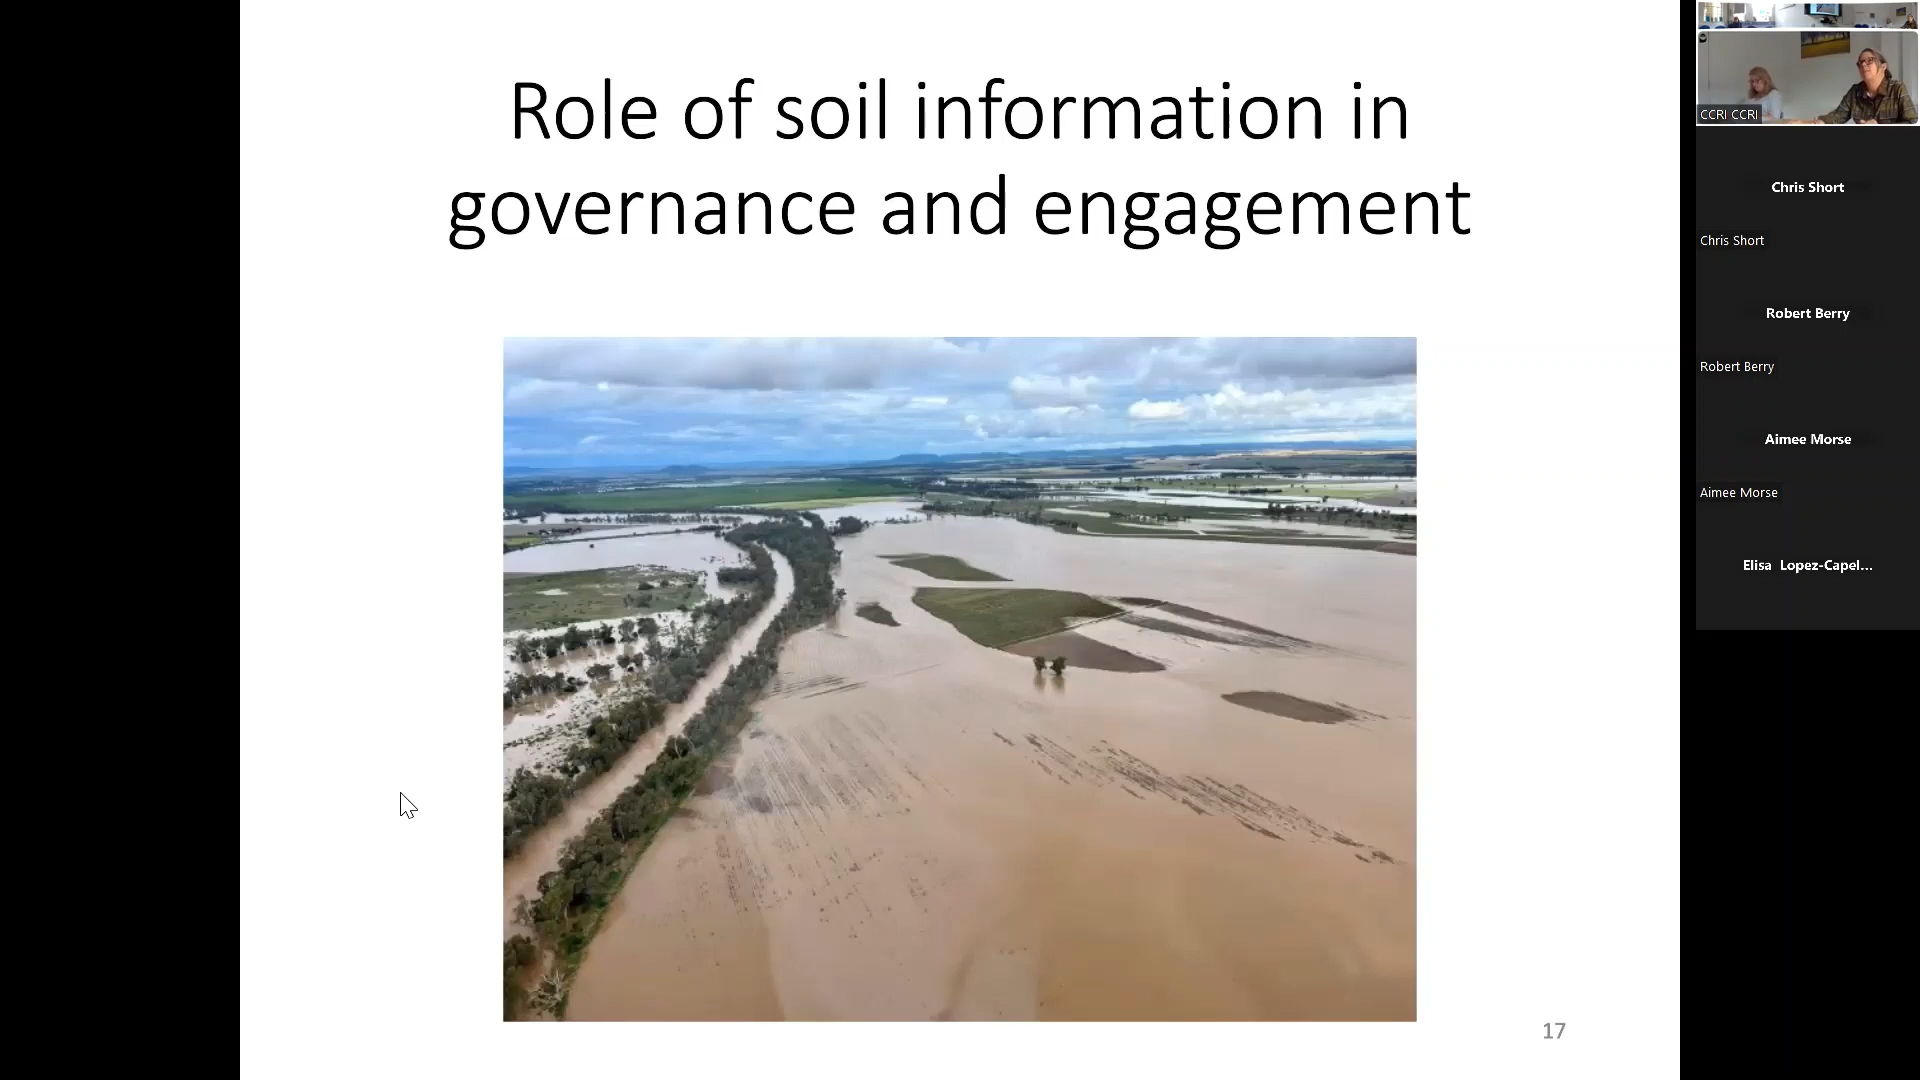 Role of soil information in
governance and engagement
17
CCRI CCRI
Chris Short
Chris Short
Robert Berry
Robert Berry
Aimee Morse
Aimee Morse
Elisa Lopez-Capel...